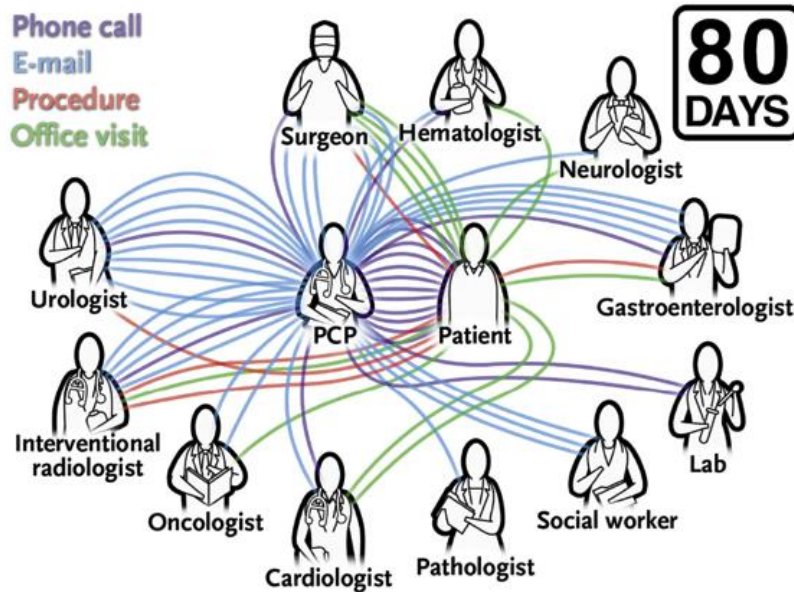 Phone call
E-mail
Procedure
Office visit
80
DAYS
Surgeon
Hematologist
Neurologist
Urologist
PCP
Patient
Gastroenterologist
Interventional
radiologist
Oncologist
Cardiologist
Pathologist
Social worker
Lab